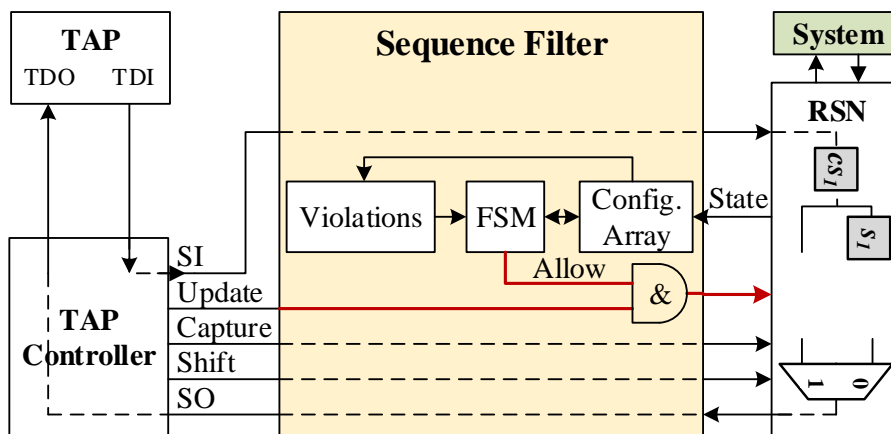 TAP
TDO TDI
Sequence Filter
System
RSN
CS1
S1
Violations
FSM
Config.
Array
State
Allow
&
SI
Update
TAP
Controller
Capture
Shift
SO
1 0